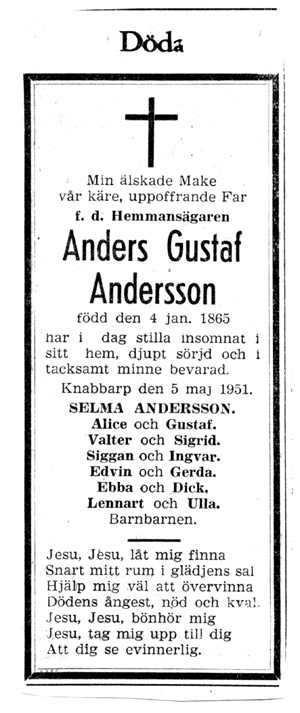 Döda
Min älskade Make
vår käre, uppoffrande Far
f. d. Hemmansägaren
Anders Gustaf
Andersson
född den 4 jan. 1865
har i dag stilla insomnat i
sitt hem, djupt sörjd och i
tacksamt minne bevarad.
Knabbarp den 5 maj 1951.
SELMA ANDERSSON.
Alice och Gustaf.
Valter och Sigrid.
Siggan och Ingvar.
Edvin och Gerda.
Ebba och Dick.
Lennart och Ulla.
Barnbarnen.
Jesu, Jesu, låt mig finna
Snart mitt rum i glädjens sal
Hjälp mig väl att övervinna
Dödens ångest, nöd och kval.
Jesu, Jesu, bönhör mig
Jesu, tag mig upp till dig
Att dig se evinnerlig.